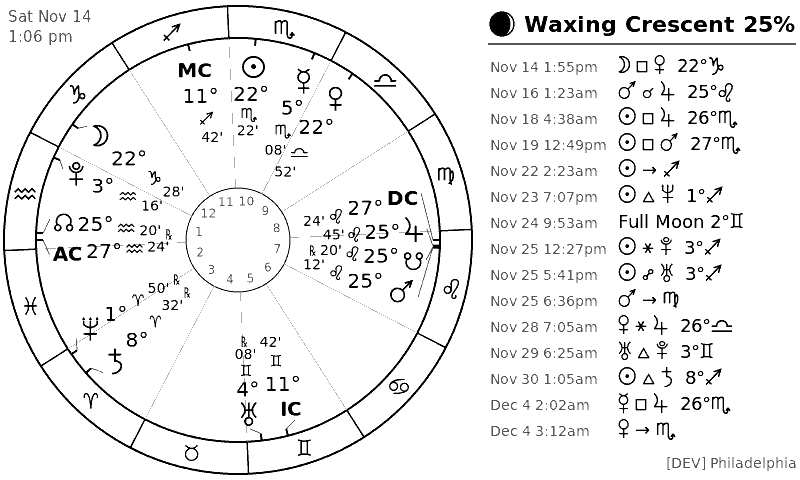 Sat Nov 14
1:06 pm
Waxing Crescent 25%
Nov 14 1:55pm ☽ □ ♀ 22°♑
Nov 16 1:23am ♂ ☌ ♃ 25°♌
Nov 18 4:38am ☉ □ ♃ 26°♏
Nov 19 12:49pm ☉ □ ♂ 27°♏
Nov 22 2:23am ☉ → ♐
Nov 23 7:07pm ☉ △ ♆ 1°♐
Nov 24 9:53am Full Moon 2°♊
Nov 25 12:27pm ☉ ⚹ ♇ 3°♐
Nov 25 5:41pm ☉ ☍ ♅ 3°♐
Nov 25 6:36pm ♂ → ♍
Nov 28 7:05am ♀ ⚹ ♃ 26°♎
Nov 29 6:25am ♅ △ ♇ 3°♊
Nov 30 1:05am ☉ △ ♄ 8°♐
Dec 4 2:02am ☿ □ ♃ 26°♏
Dec 4 3:12am ♀ → ♏
[DEV] Philadelphia
MC 11° ♐ 42'
☉ 22° ♏ 22'
☿ 5° ♏ 08'
♀ 22° ♎ 52'
☽ 22° ♑ 28'
♇ 3° ♒ 16'
☊ 25° ♒ 20' ℞
AC 27° ♒ 24'
♆ 1° ♈ 50' ℞
♄ 8° ♈ 32' ℞
♅ 4° ♊ 08' ℞
IC 11° ♊ 42'
DC 27° ♌ 24'
♃ 25° ♌ 45'
☋ 25° ♌ 20' ℞
♂ 25° ♌ 12'
1
2
3
4
5
6
7
8
9
10
11
12
♐
♏
♎
♍
♌
♋
♊
♉
♈
♓
♒
♑